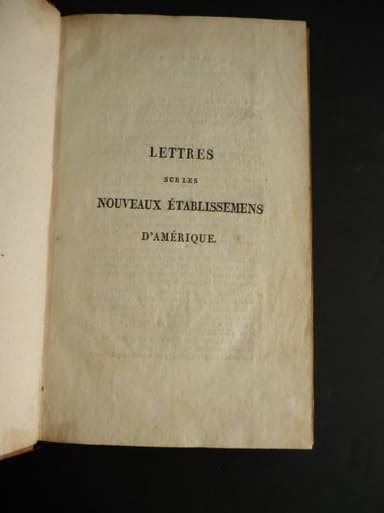 LETTRES
SUR LES
NOUVEAUX ÉTABLISSEMENS
D'AMÉRIQUE.